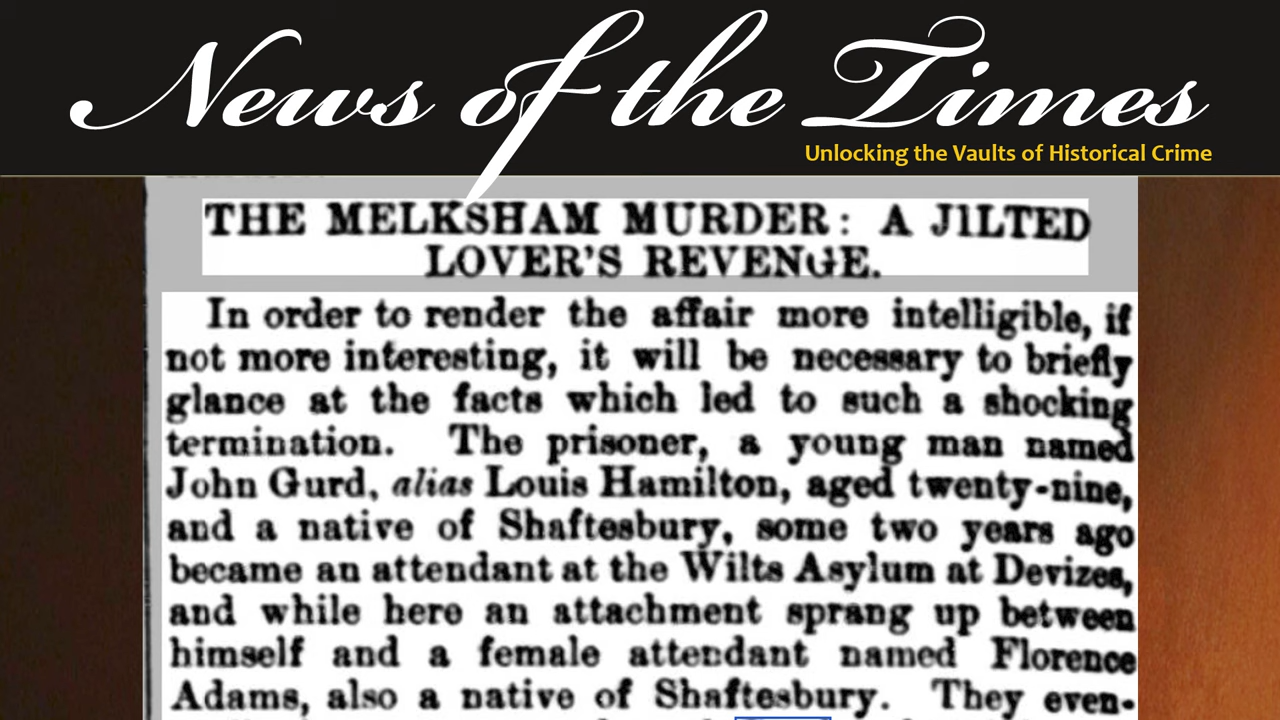 News of the Times
Unlocking the Vaults of Historical Crime
THE MELKSHAM MURDER: A JILTED
LOVER'S REVENGE.
In order to render the affair more intelligible, if
not more interesting, it will be necessary to briefly
glance at the facts which led to such a shocking
termination. The prisoner, a young man named
John Gurd, alias Louis Hamilton, aged twenty-nine,
and a native of Shaftesbury, some two years ago
became an attendant at the Wilts Asylum at Devizes,
and while here an attachment sprang up between
himself and a female attendant named Florence
Adams, also a native of Shaftesbury. They even-